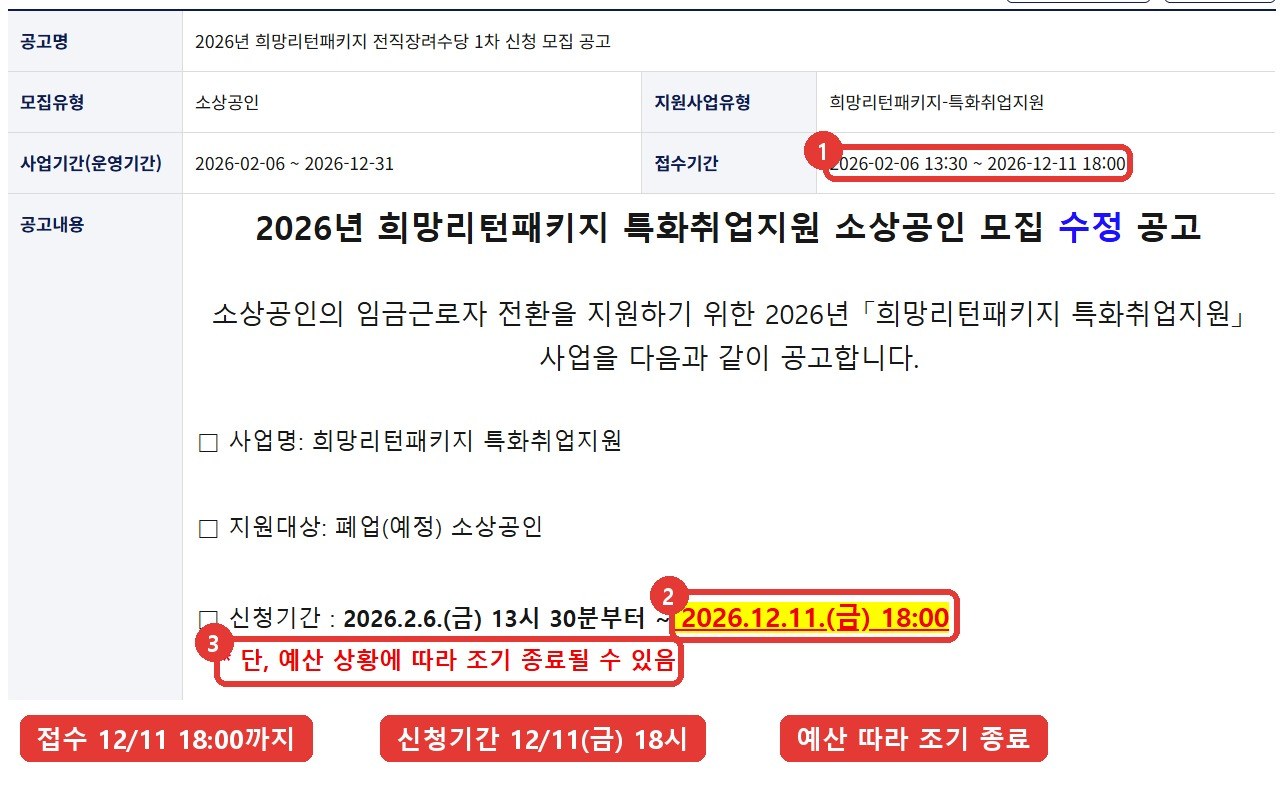 공고명 2026년 희망리턴패키지 전직장려수당 1차 신청 모집 공고
모집유형 소상공인 지원사업유형 희망리턴패키지-특화취업지원
사업기간(운영기간) 2026-02-06 ~ 2026-12-31 접수기간 1 2026-02-06 13:30 ~ 2026-12-11 18:00
공고내용 2026년 희망리턴패키지 특화취업지원 소상공인 모집 수정 공고
소상공인의 임금근로자 전환을 지원하기 위한 2026년 「희망리턴패키지 특화취업지원」
사업을 다음과 같이 공고합니다.
□ 사업명: 희망리턴패키지 특화취업지원
□ 지원대상: 폐업(예정) 소상공인
□ 신청기간 : 2026.2.6.(금) 13시 30분부터 ~ 2 2026.12.11.(금) 18:00
3 * 단, 예산 상황에 따라 조기 종료될 수 있음
접수 12/11 18:00까지 신청기간 12/11(금) 18시 예산 따라 조기 종료